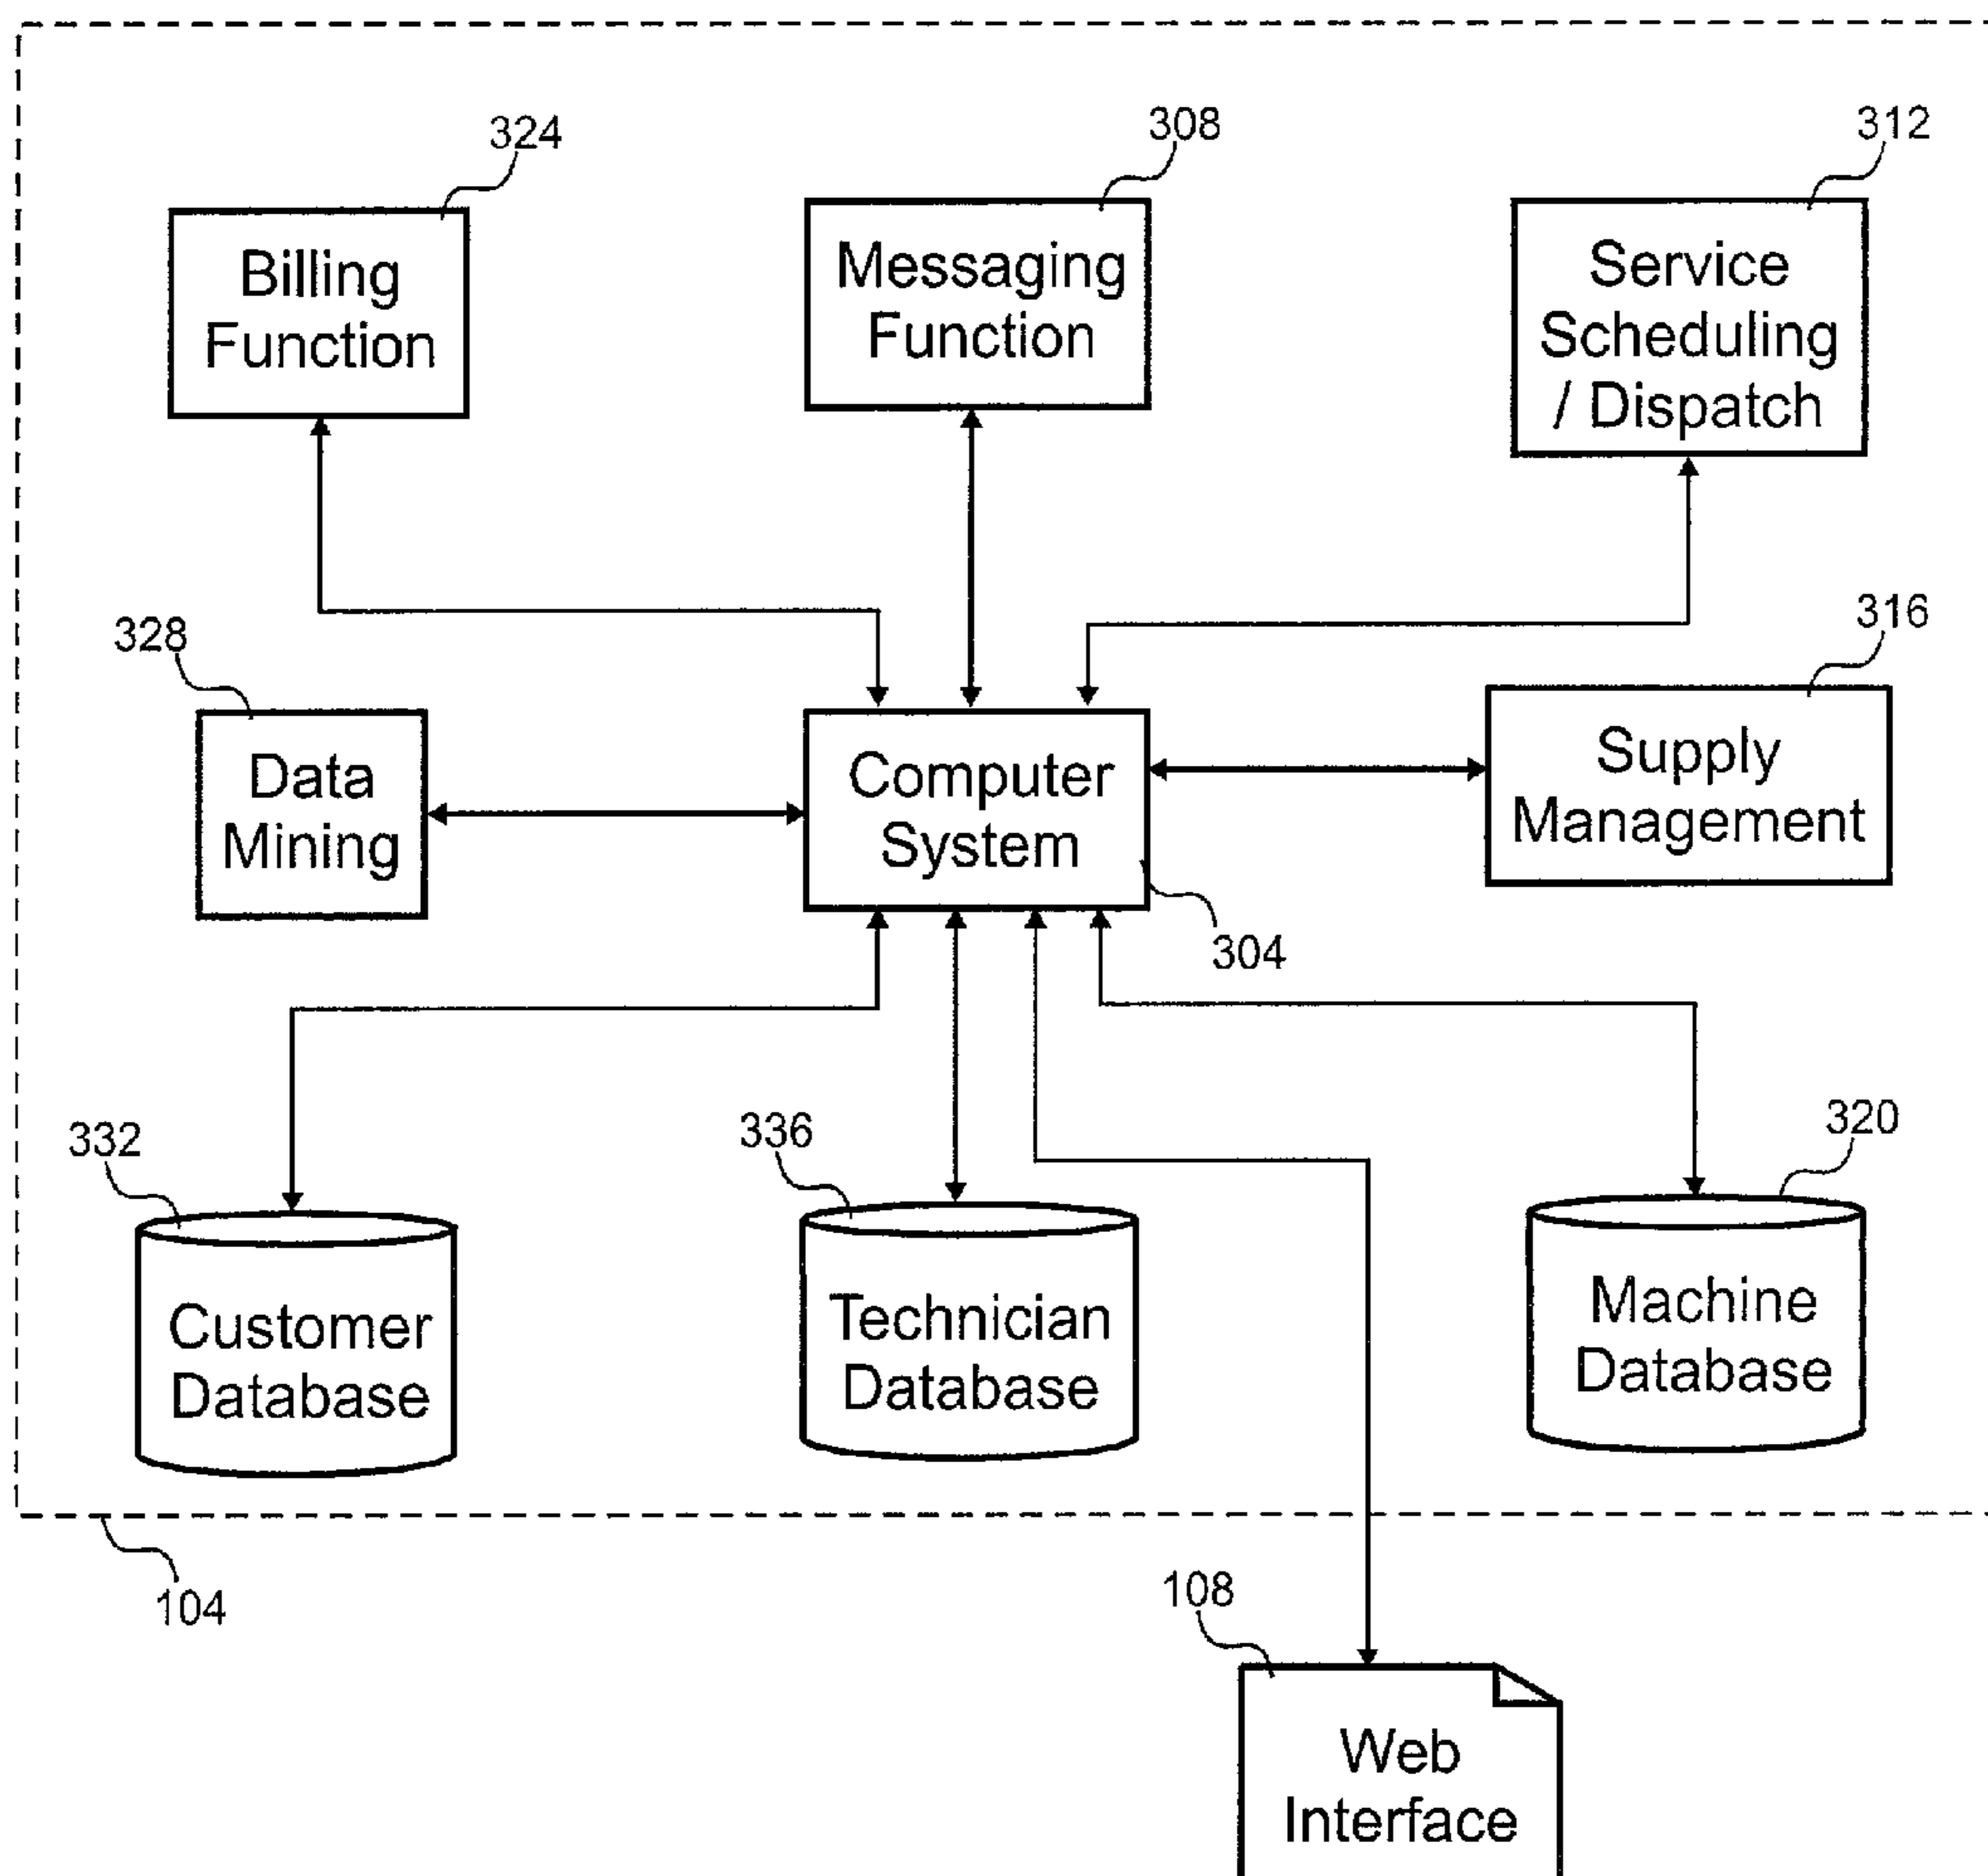 324
308
312
Billing
Function
Messaging
Function
Service
Scheduling
/ Dispatch
328
316
Data
Mining
Computer
System
Supply
Management
304
332
336
320
Customer
Database
Technician
Database
Machine
Database
104
108
Web
Interface